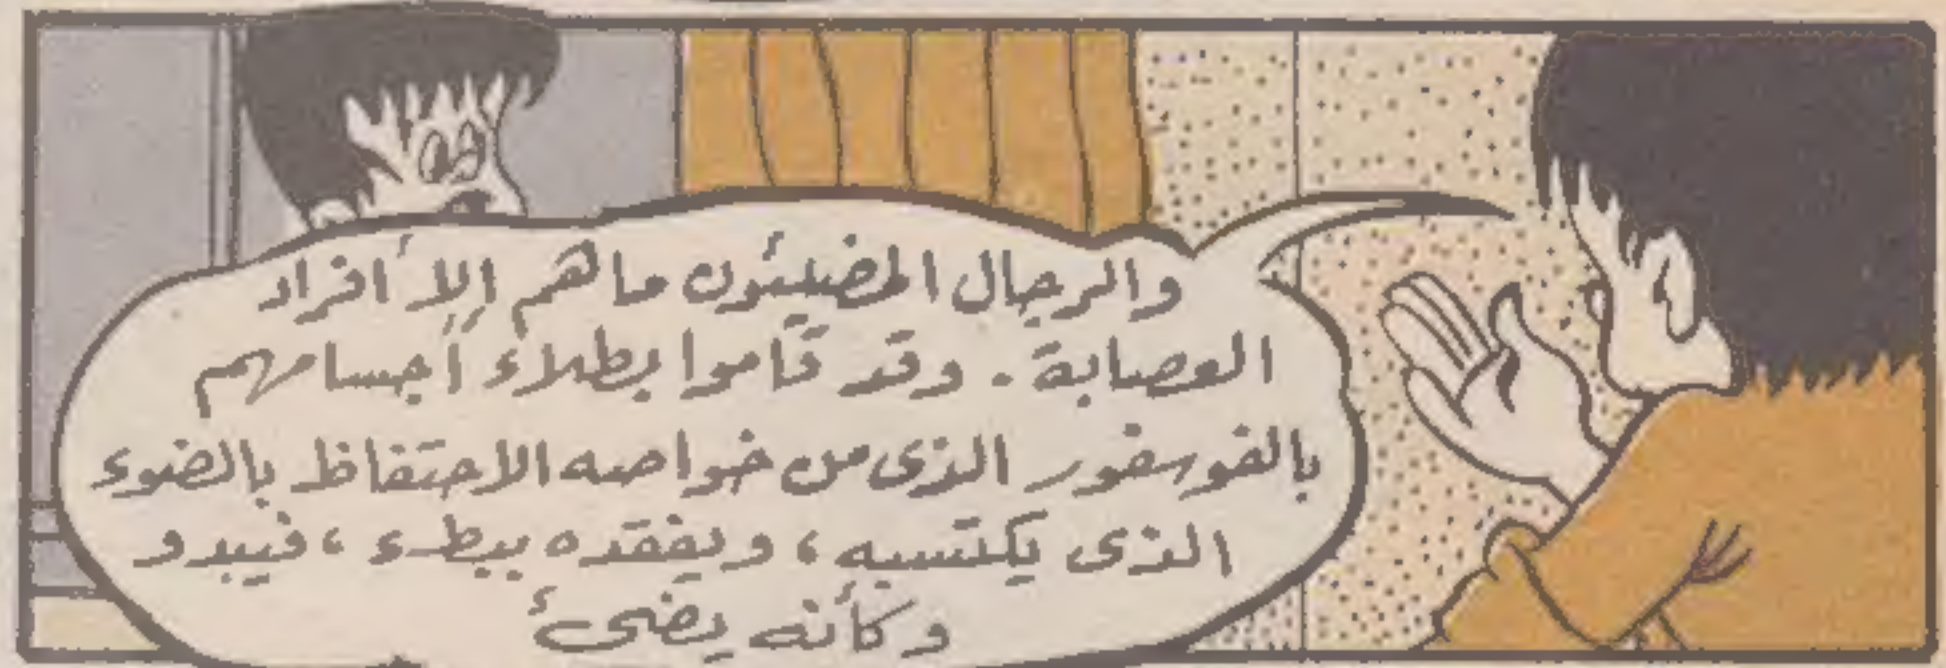 والرجال المضيئون ما هم إلا أفراد
العصابة . وقد قاموا بطلاء أجسامهم
بالفوسفور الذى من خواصه الاحتفاظ بالضوء
الذى يكتسبه ، ويفقده ببطء ، فيبدو
وكأنه يضئ